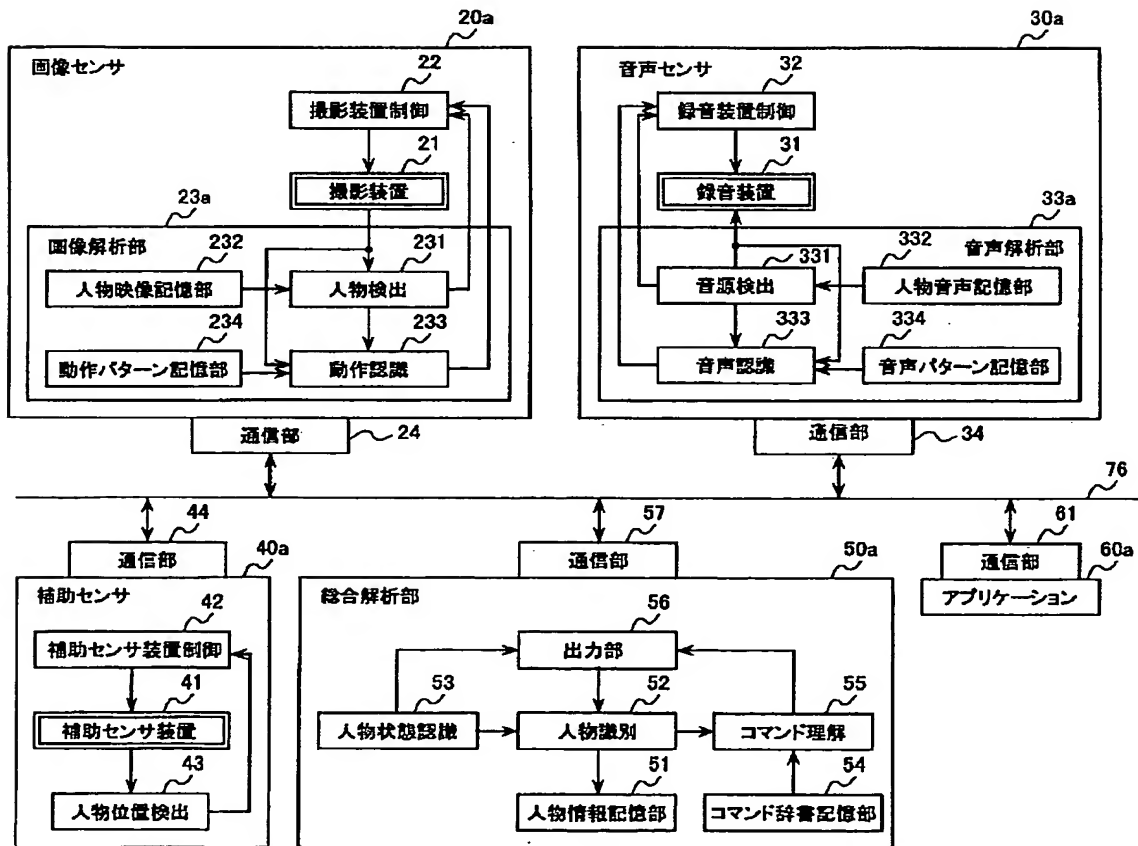 20a
30a
画像センサ
22
撮影装置制御
21
撮影装置
23a
画像解析部
232
231
人物映像記憶部
人物検出
234
233
動作パターン記憶部
動作認識
通信部
24
音声センサ
32
録音装置制御
31
録音装置
33a
音声解析部
331
332
音源検出
人物音声記憶部
333
334
音声認識
音声パターン記憶部
通信部
34
76
44
通信部
40a
補助センサ
42
補助センサ装置制御
41
補助センサ装置
43
人物位置検出
57
通信部
50a
総合解析部
56
出力部
53
52
55
人物状態認識
人物識別
コマンド理解
51
54
人物情報記憶部
コマンド辞書記憶部
61
通信部
60a
アプリケーション